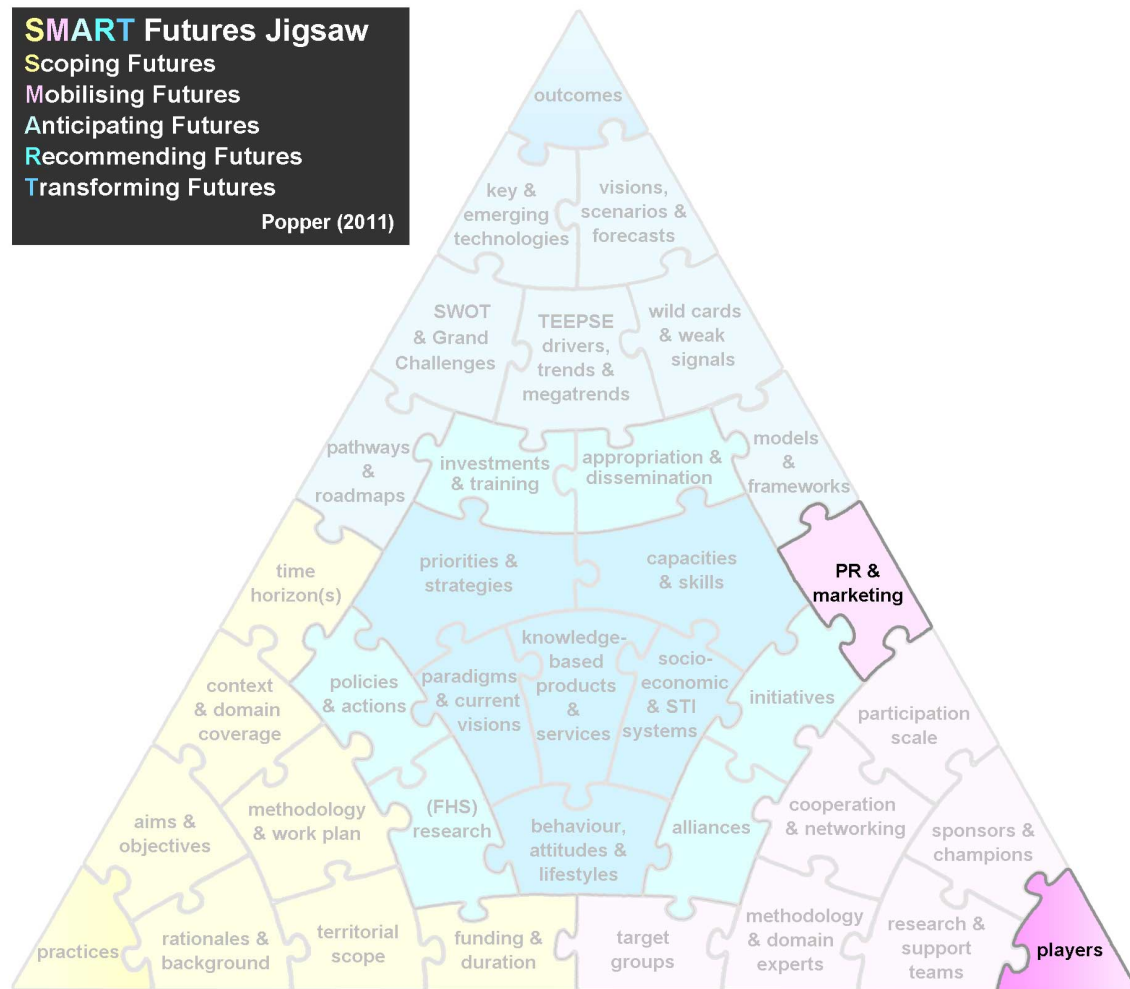 SMART Futures Jigsaw
Scoping Futures
Mobilising Futures
Anticipating Futures
Recommending Futures
Transforming Futures
Popper (2011)
outcomes
key &
emerging
technologies
visions,
scenarios &
forecasts
SWOT
& Grand
Challenges
TEEPSE
drivers,
trends &
megatrends
wild cards
& weak
signals
pathways
&
roadmaps
investments
& training
appropriation &
dissemination
models
&
frameworks
time
horizon(s)
priorities &
strategies
capacities
& skills
PR &
marketing
context
& domain
coverage
policies
& actions
paradigms
& current
visions
knowledge-
based
products
&
services
socio-
economic
& STI
systems
initiatives
participation
scale
aims &
objectives
methodology
& work plan
(FHS)
research
behaviour,
attitudes &
lifestyles
alliances
cooperation
& networking
sponsors &
champions
practices
rationales &
background
territorial
scope
funding &
duration
target
groups
methodology
& domain
experts
research &
support
teams
players